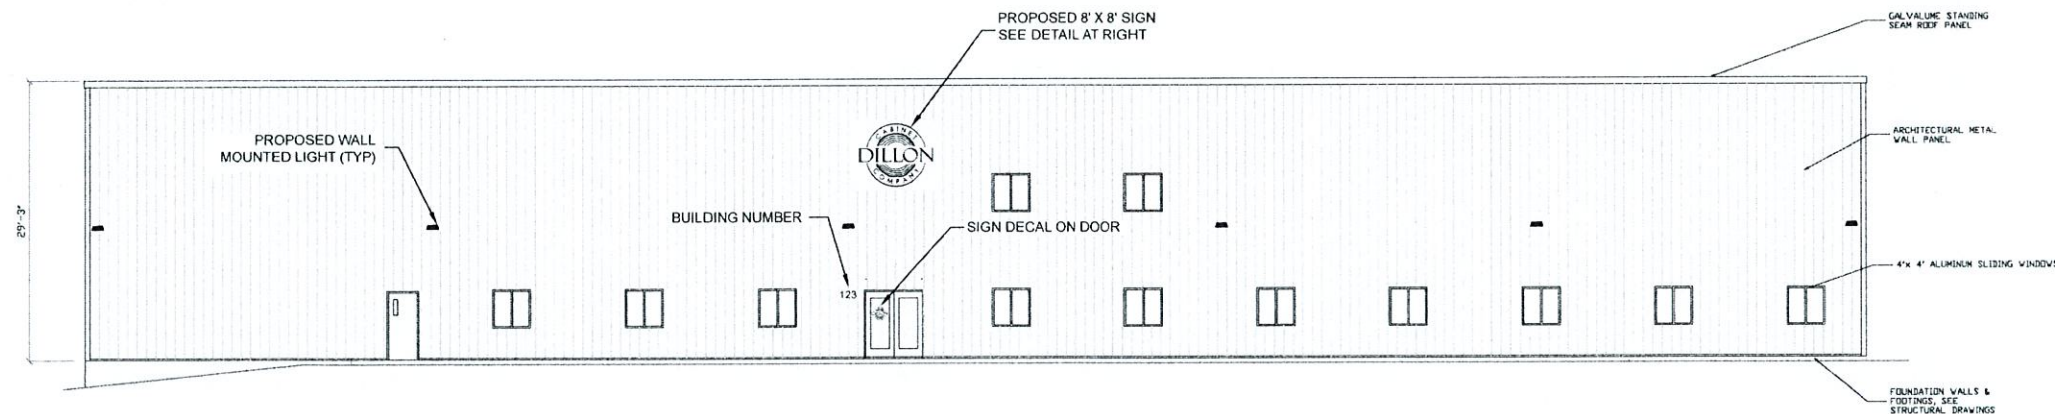 PROPOSED 8' X 8' SIGN
SEE DETAIL AT RIGHT
GALVALUME STANDING
SEAM ROOF PANEL
PROPOSED WALL
MOUNTED LIGHT (TYP)
CABINET
DILLON
COMPANY
ARCHITECTURAL METAL
WALL PANEL
29'-3"
BUILDING NUMBER
SIGN DECAL ON DOOR
4'x 4' ALUMINUM SLIDING WINDOWS
123
FOUNDATION WALLS &
FOOTINGS, SEE
STRUCTURAL DRAWINGS